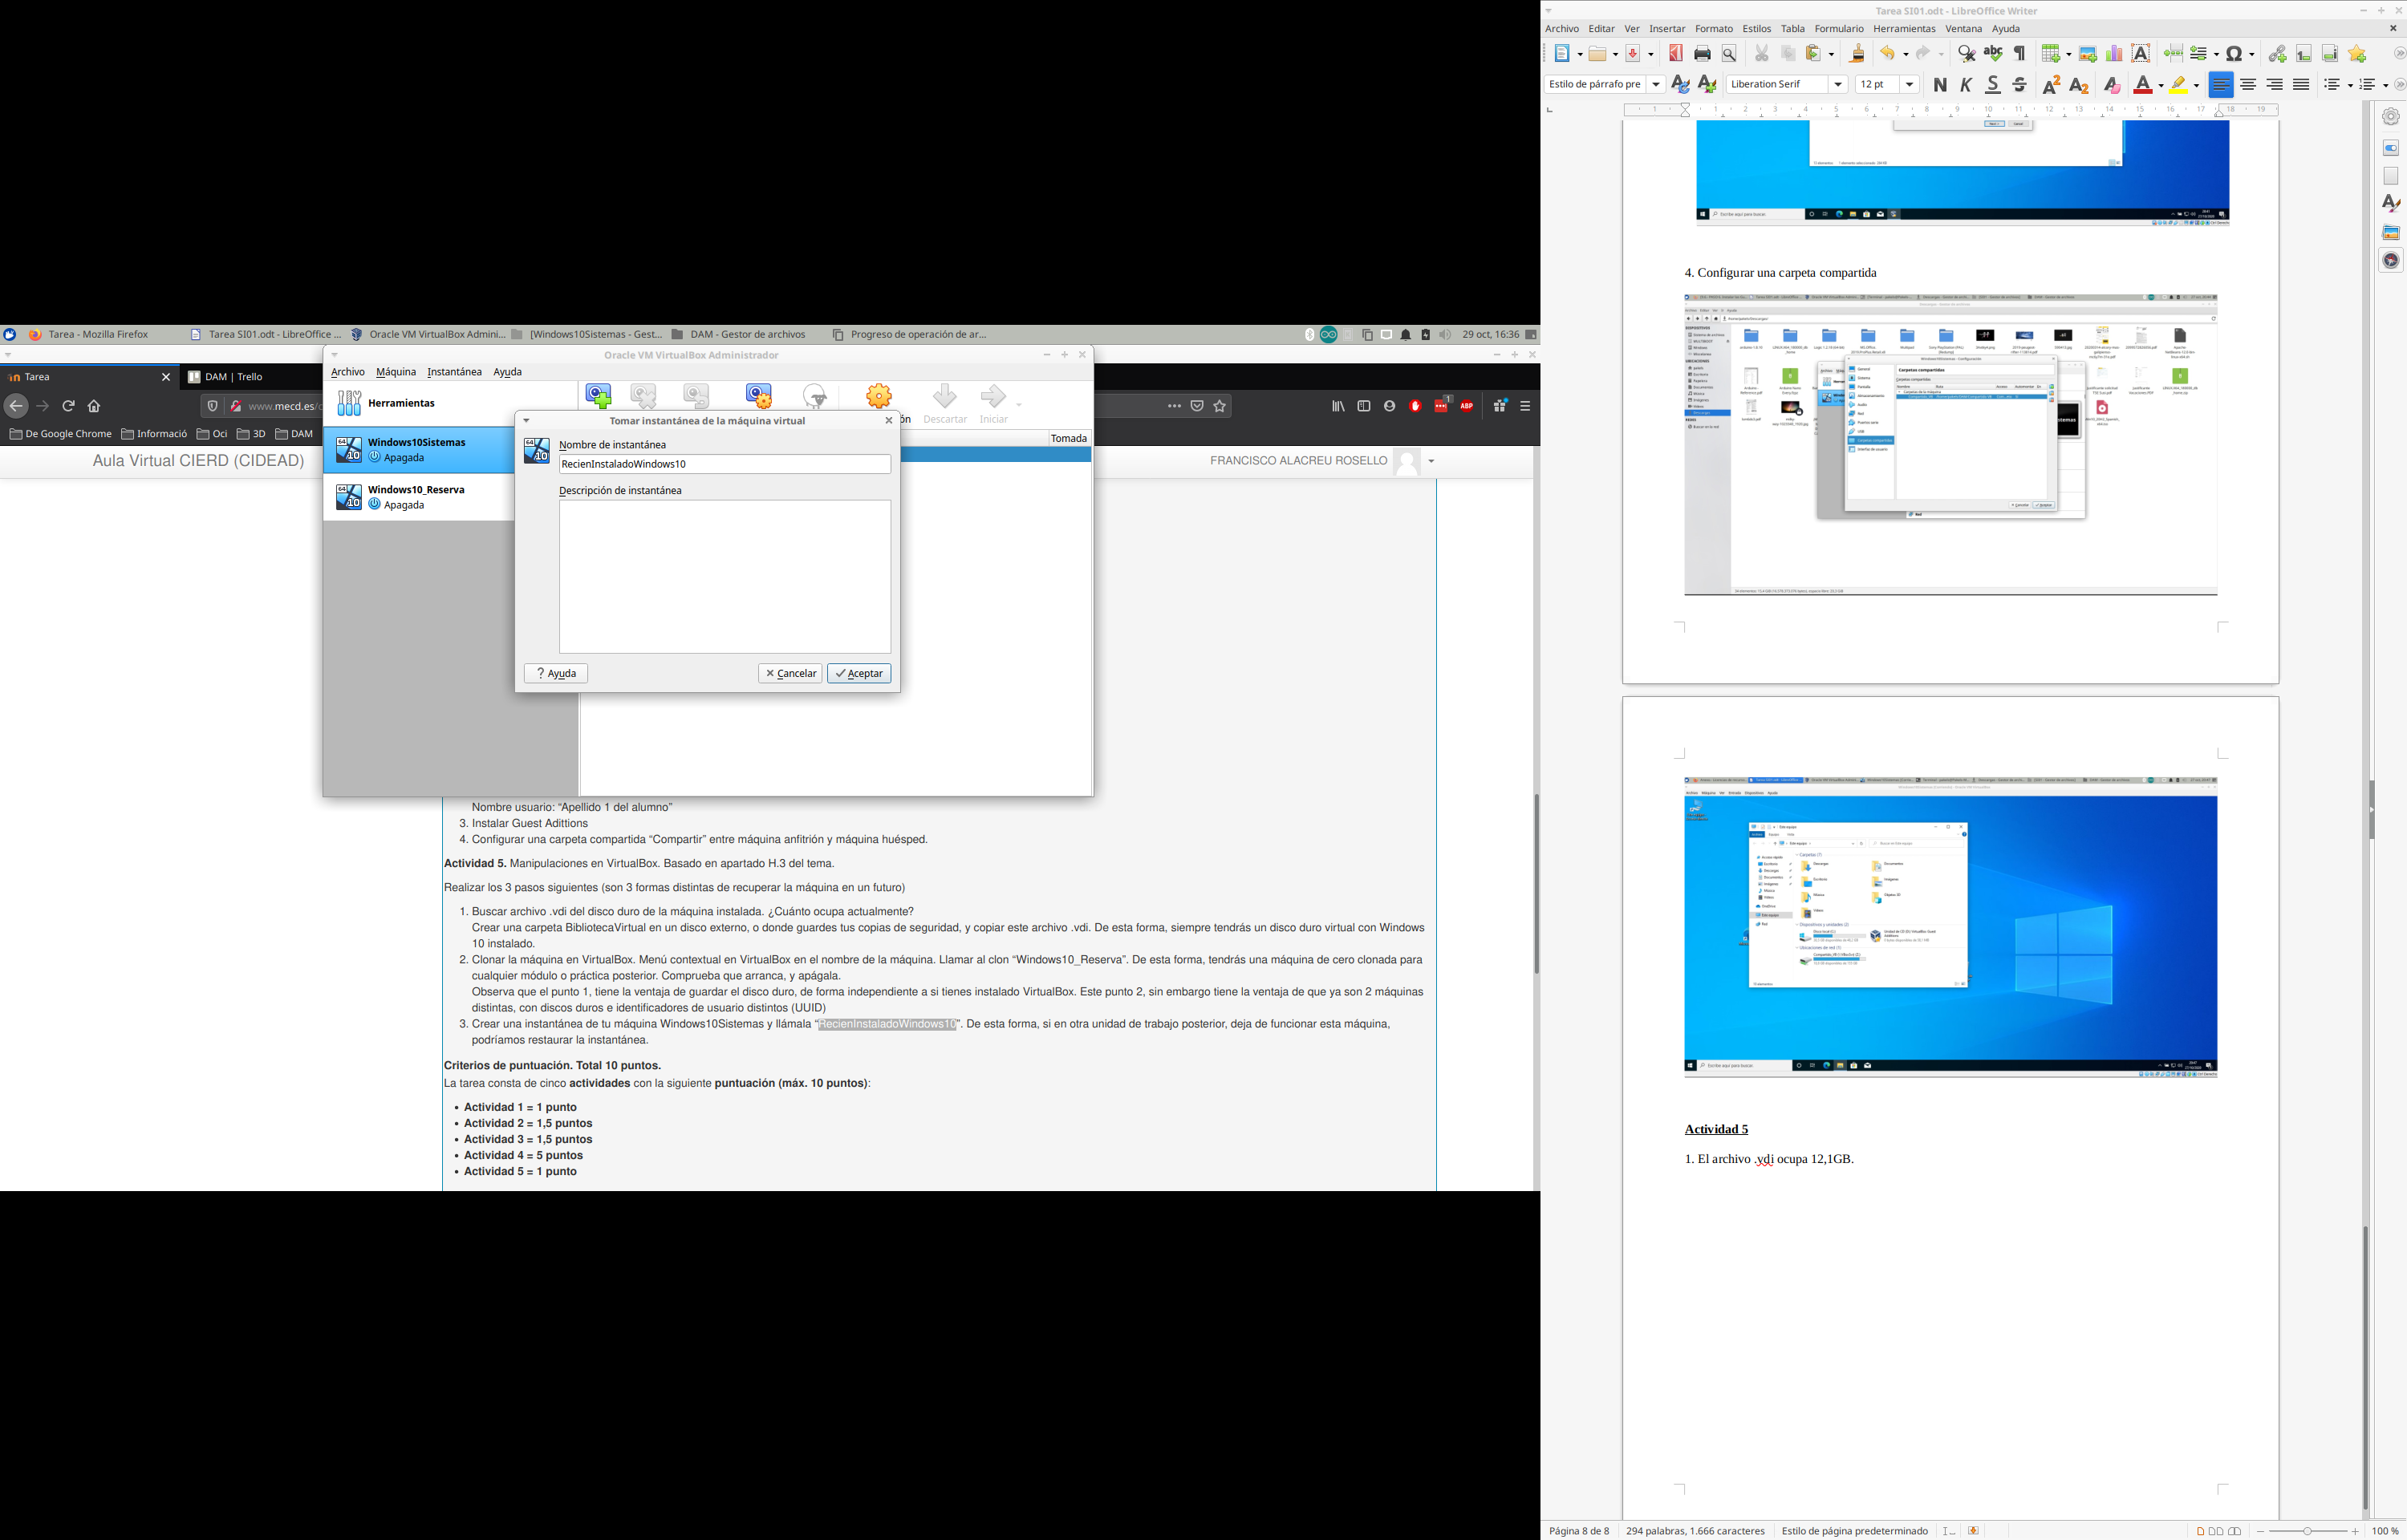 Tarea - Mozilla Firefox
Tarea SI01.odt - LibreOffice ...
Oracle VM VirtualBox Admini...
[Windows10Sistemas - Gest...
DAM - Gestor de archivos
Progreso de operación de ar...
29 oct, 16:36
Oracle VM VirtualBox Administrador
Archivo Máquina Instantánea Ayuda
Tarea
DAM | Trello
Herramientas
ón Descartar Iniciar
www.mecd.es/c
De Google Chrome Informació Oci 3D DAM
Windows10Sistemas
Apagada
Windows10_Reserva
Apagada
Tomada
Tomar instantánea de la máquina virtual
Nombre de instantánea
RecienInstaladoWindows10
Descripción de instantánea
Ayuda Cancelar Aceptar
Aula Virtual CIERD (CIDEAD)
FRANCISCO ALACREU ROSELLO
Nombre usuario: “Apellido 1 del alumno”
3. Instalar Guest Adittions
4. Configurar una carpeta compartida “Compartir” entre máquina anfitrión y máquina huésped.
Actividad 5. Manipulaciones en VirtualBox. Basado en apartado H.3 del tema.
Realizar los 3 pasos siguientes (son 3 formas distintas de recuperar la máquina en un futuro)
1. Buscar archivo .vdi del disco duro de la máquina instalada. ¿Cuánto ocupa actualmente?
Crear una carpeta BibliotecaVirtual en un disco externo, o donde guardes tus copias de seguridad, y copiar este archivo .vdi. De esta forma, siempre tendrás un disco duro virtual con Windows
10 instalado.
2. Clonar la máquina en VirtualBox. Menú contextual en VirtualBox en el nombre de la máquina. Llamar al clon “Windows10_Reserva”. De esta forma, tendrás una máquina de cero clonada para
cualquier módulo o práctica posterior. Comprueba que arranca, y apágala.
Observa que el punto 1, tiene la ventaja de guardar el disco duro, de forma independiente a si tienes instalado VirtualBox. Este punto 2, sin embargo tiene la ventaja de que ya son 2 máquinas
distintas, con discos duros e identificadores de usuario distintos (UUID)
3. Crear una instantánea de tu máquina Windows10Sistemas y llámala “RecienInstaladoWindows10”. De esta forma, si en otra unidad de trabajo posterior, deja de funcionar esta máquina,
podríamos restaurar la instantánea.
Criterios de puntuación. Total 10 puntos.
La tarea consta de cinco actividades con la siguiente puntuación (máx. 10 puntos):
• Actividad 1 = 1 punto
• Actividad 2 = 1,5 puntos
• Actividad 3 = 1,5 puntos
• Actividad 4 = 5 puntos
• Actividad 5 = 1 punto
Tarea SI01.odt - LibreOffice Writer
Archivo Editar Ver Insertar Formato Estilos Tabla Formulario Herramientas Ventana Ayuda
Estilo de párrafo pre
Liberation Serif
12 pt
4. Configurar una carpeta compartida
Actividad 5
1. El archivo .vdi ocupa 12,1GB.
Página 8 de 8
294 palabras, 1.666 caracteres
Estilo de página predeterminado
100 %